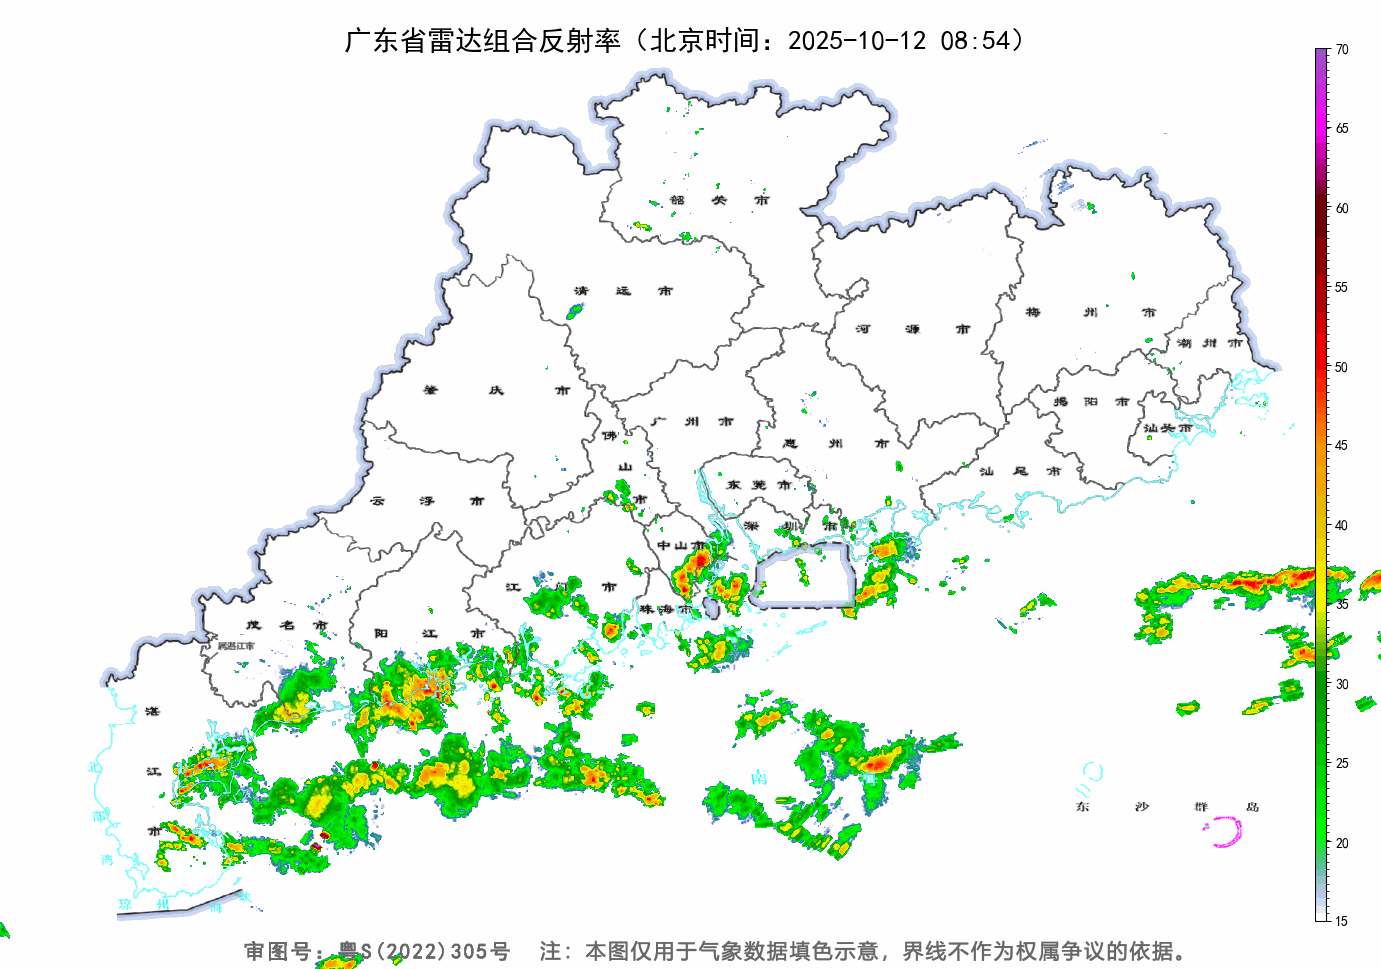 广东省雷达组合反射率（北京时间：2025-10-12 08:54）
70
65
60
55
50
45
40
35
30
25
20
15
韶 关 市
清 远 市
河 源 市
梅 州 市
潮 州 市
肇 庆 市
广 州 市
佛 山 市
惠 州 市
揭 阳 市
汕头市
汕 尾 市
东 莞 市
深 圳 市
云 浮 市
中山市
江 门 市
珠海市
茂 名 市
属湛江市
阳 江 市
湛 江 市
北 部 湾
琼 州 海 峡
南
东 沙 群 岛
审图号：粤S(2022)305号 注：本图仅用于气象数据填色示意，界线不作为权属争议的依据。